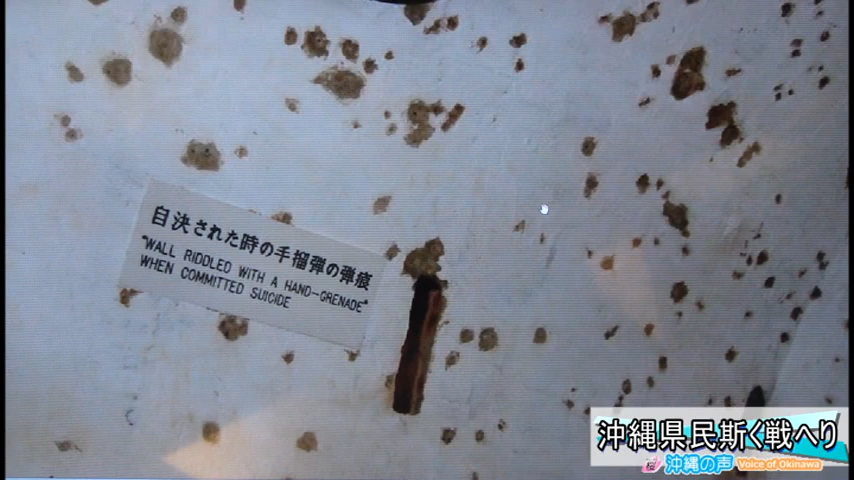 自決された時の手榴弾の弾痕
"WALL RIDDLED WITH A HAND-GRENADE"
WHEN COMMITTED SUICIDE
沖縄県民斯く戦へり
沖縄の声 Voice of Okinawa